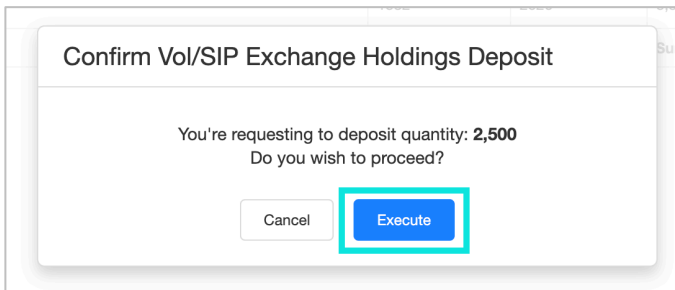 Confirm Vol/SIP Exchange Holdings Deposit
You're requesting to deposit quantity: 2,500
Do you wish to proceed?
Cancel Execute